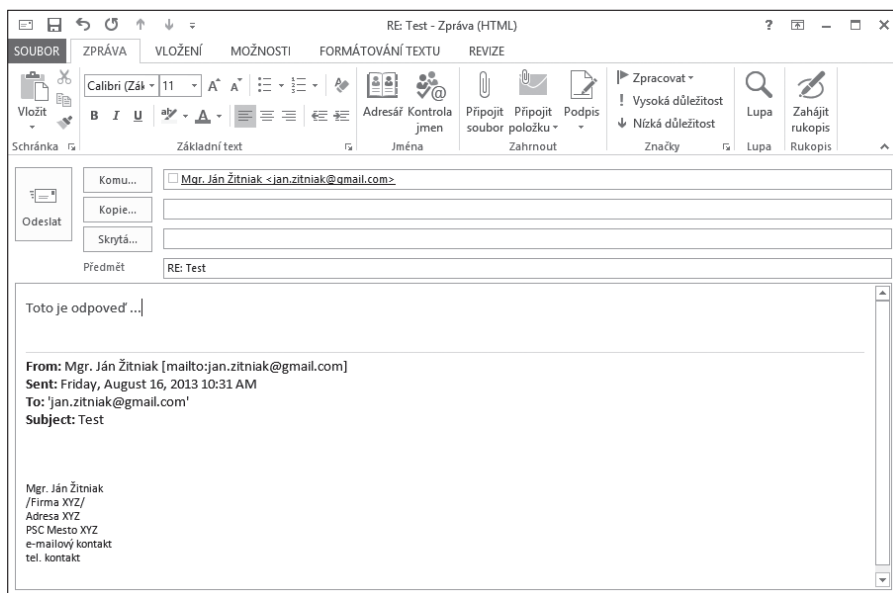 RE: Test - Zpráva (HTML)
SOUBOR ZPRÁVA VLOŽENÍ MOŽNOSTI FORMÁTOVÁNÍ TEXTU REVIZE
Vložit
Schránka
Calibri (Zák 11
B I U
Základní text
Adresář Kontrola jmen
Jména
Připojit soubor Připojit položku Podpis
Zahrnout
Zpracovat
Vysoká důležitost
Nízká důležitost
Značky
Lupa
Lupa
Zahájit rukopis
Rukopis
Odeslat
Komu... Mgr. Ján Žitniak <jan.zitniak@gmail.com>
Kopie...
Skrytá...
Předmět RE: Test
Toto je odpoveď ...
From: Mgr. Ján Žitniak [mailto:jan.zitniak@gmail.com]
Sent: Friday, August 16, 2013 10:31 AM
To: 'jan.zitniak@gmail.com'
Subject: Test
Mgr. Ján Žitniak
/Firma XYZ/
Adresa XYZ
PSC Mesto XYZ
e-mailový kontakt
tel. kontakt